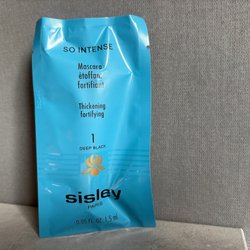 SO INTENSE
Mascara
étoffant
fortifiant
Thickening
fortifying
1
DEEP BLACK
sisley
PARIS
0.05 FL. OZ 1,5 ml